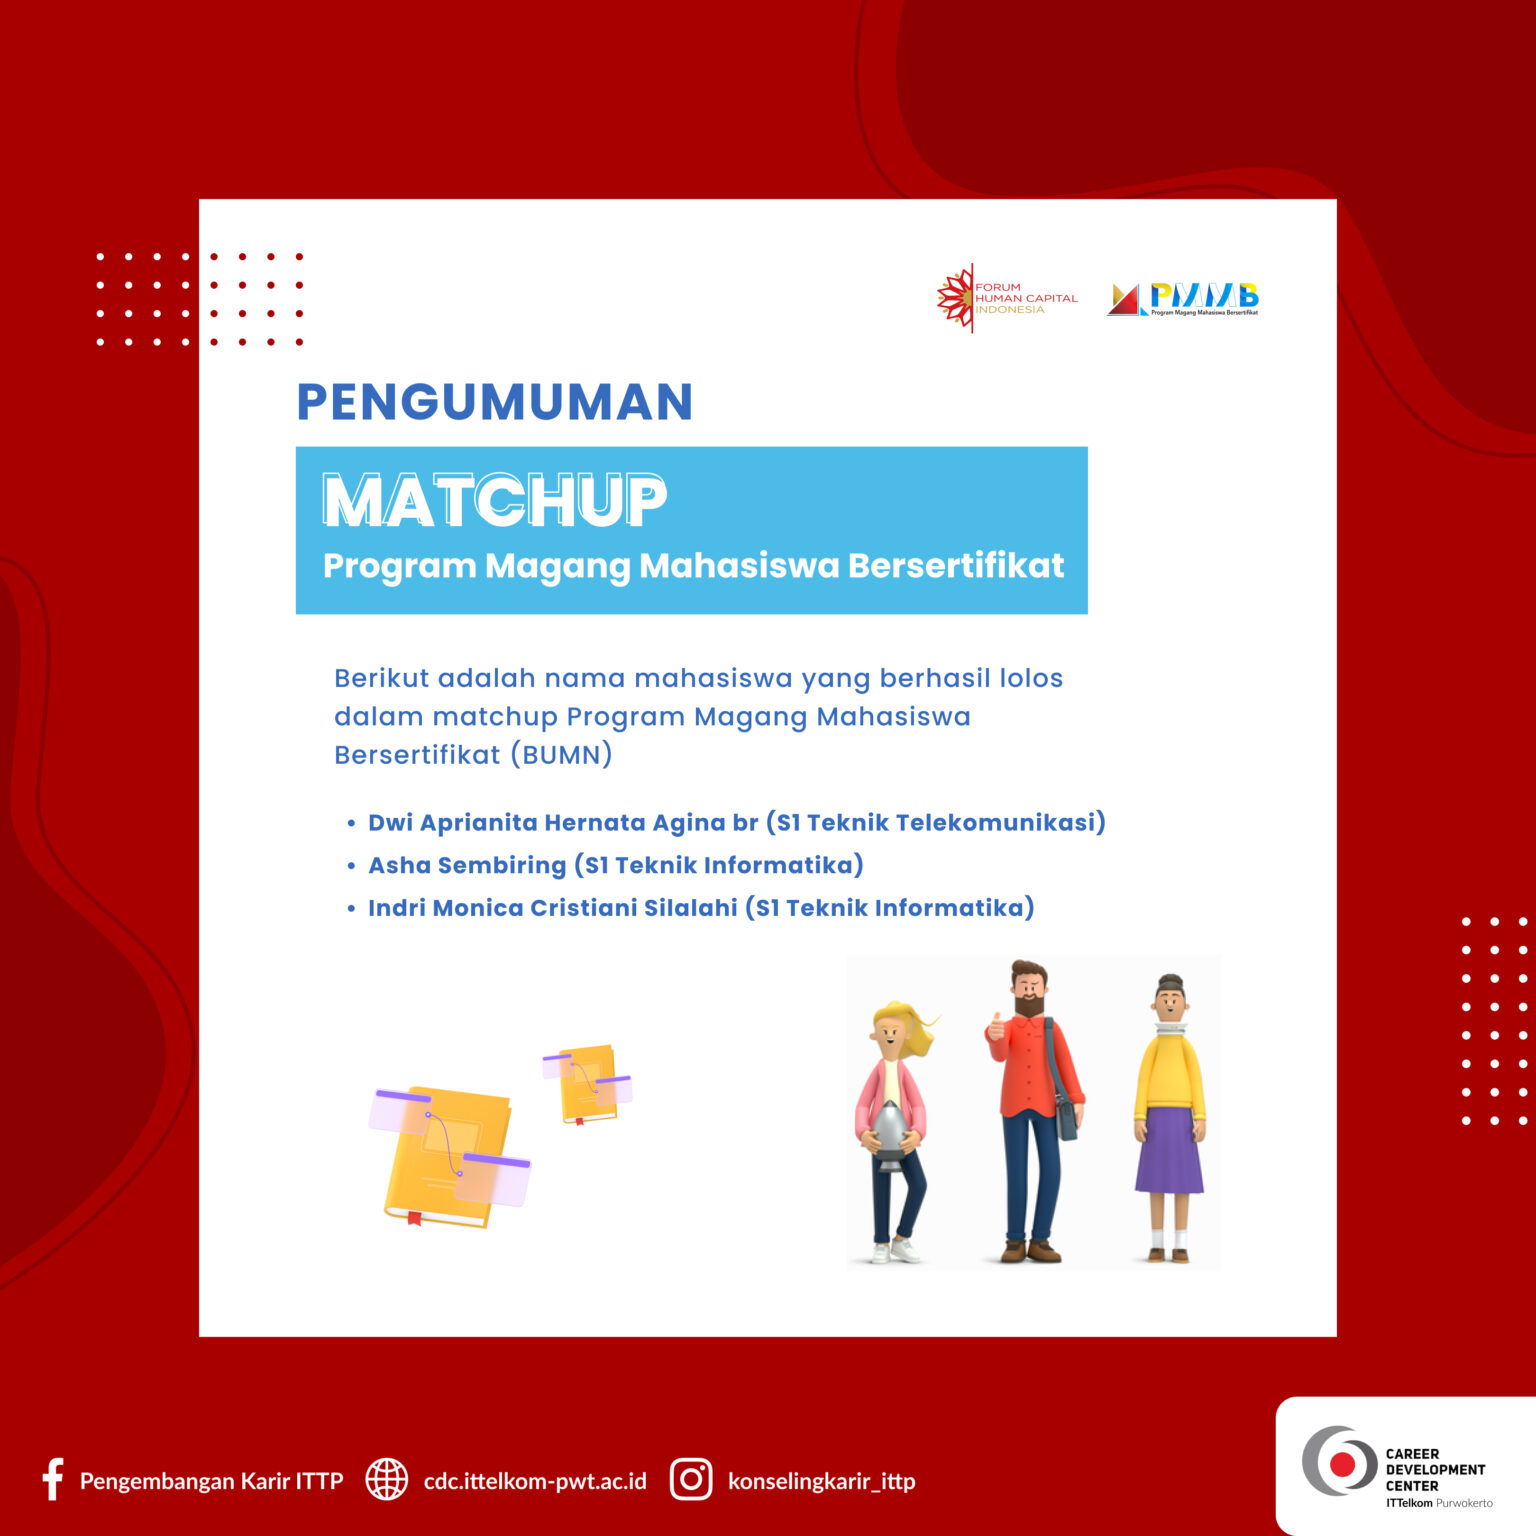 FORUM
HUMAN CAPITAL
INDONESIA
PMMB
Program Magang Mahasiswa Bersertifikat
PENGUMUMAN
MATCHUP
Program Magang Mahasiswa Bersertifikat
Berikut adalah nama mahasiswa yang berhasil lolos
dalam matchup Program Magang Mahasiswa
Bersertifikat (BUMN)
• Dwi Aprianita Hernata Agina br (S1 Teknik Telekomunikasi)
• Asha Sembiring (S1 Teknik Informatika)
• Indri Monica Cristiani Silalahi (S1 Teknik Informatika)
Pengembangan Karir ITTP
cdc.ittelkom-pwt.ac.id
konselingkarir_ittp
CAREER
DEVELOPMENT
CENTER
ITTelkom Purwokerto